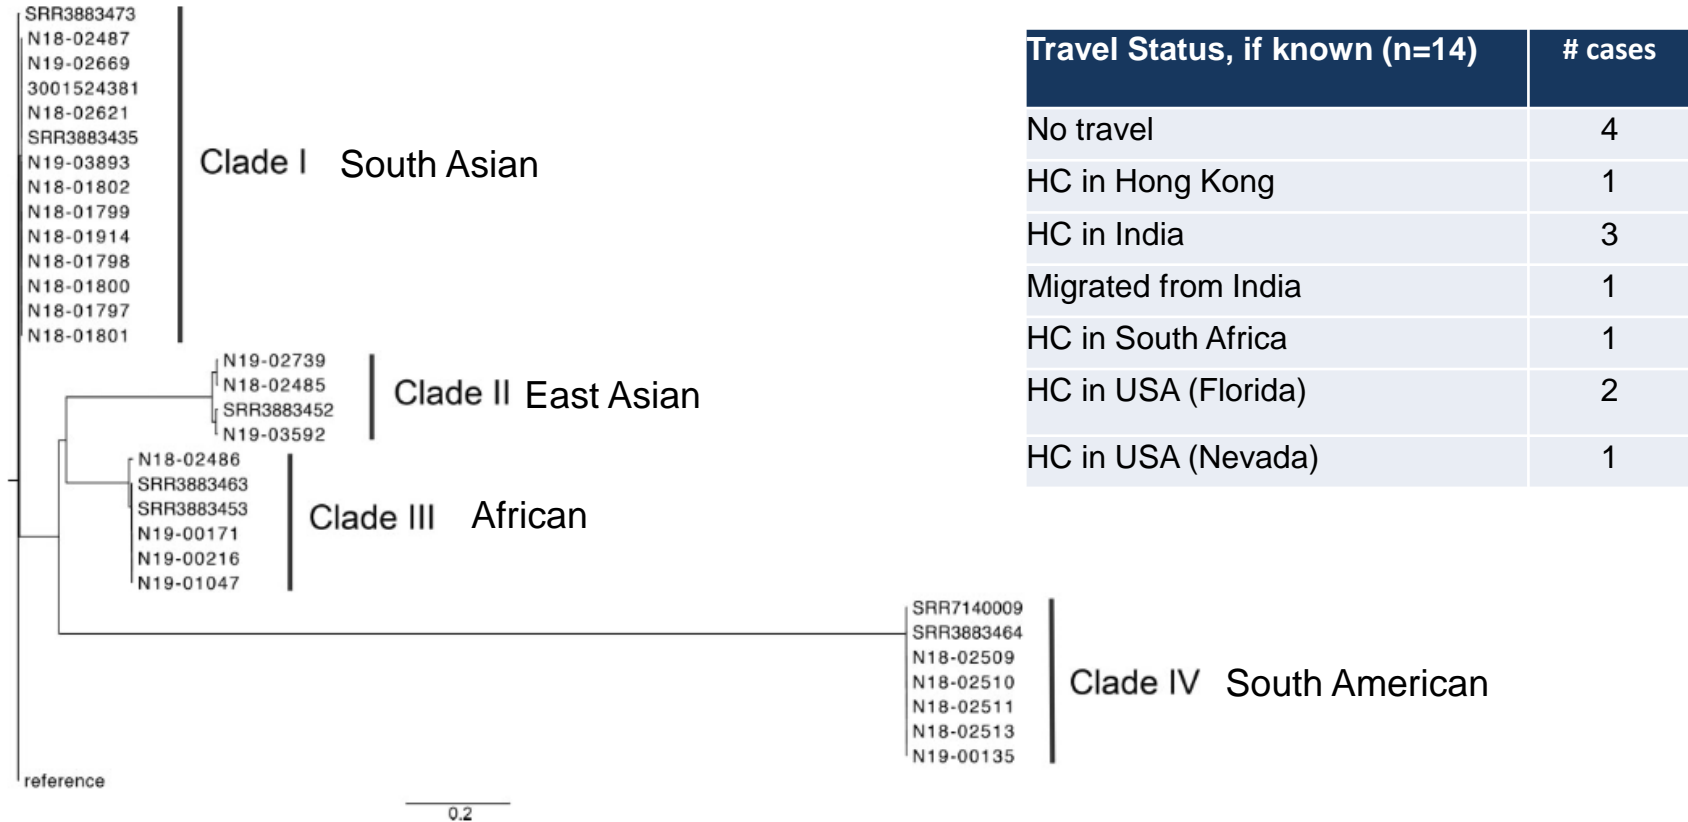 SRR3883473
N18-02487
N19-02669
3001524381
N18-02621
SRR3883435
N19-03893
N18-01802
N18-01799
N18-01914
N18-01798
N18-01800
N18-01797
N18-01801
Clade I South Asian
N19-02739
N18-02485
SRR3883452
N19-03592
Clade II East Asian
N18-02486
SRR3883463
SRR3883453
N19-00171
N19-00216
N19-01047
Clade III African
SRR7140009
SRR3883464
N18-02509
N18-02510
N18-02511
N18-02513
N19-00135
Clade IV South American
reference
0.2
Travel Status, if known (n=14) # cases
No travel 4
HC in Hong Kong 1
HC in India 3
Migrated from India 1
HC in South Africa 1
HC in USA (Florida) 2
HC in USA (Nevada) 1